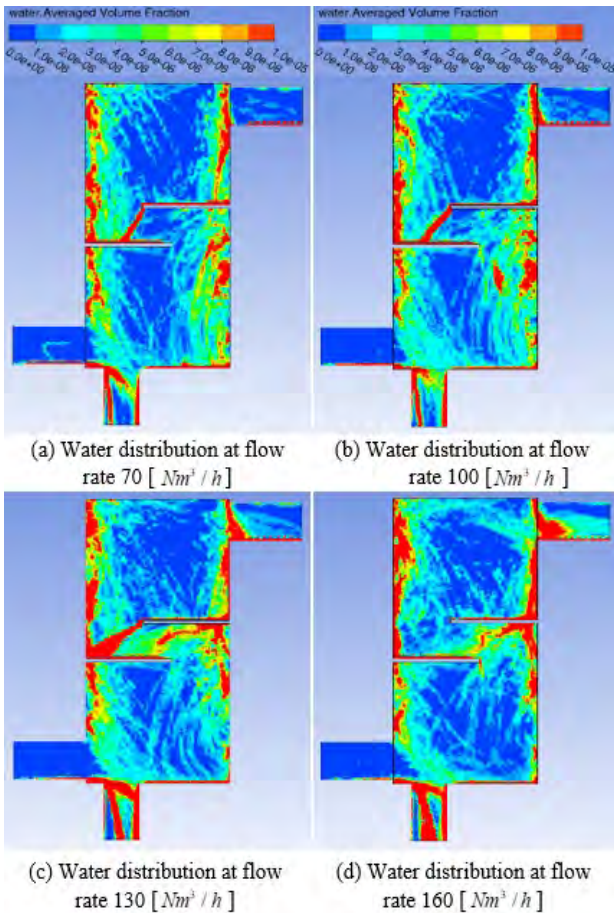 water.Averaged Volume Fraction
0.0e+00 1.0e-06 2.0e-06 3.0e-06 4.0e-06 5.0e-06 6.0e-06 7.0e-06 8.0e-06 9.0e-06 1.0e-05
water.Averaged Volume Fraction
0.0e+00 1.0e-06 2.0e-06 3.0e-06 4.0e-06 5.0e-06 6.0e-06 7.0e-06 8.0e-06 9.0e-06 1.0e-05
(a) Water distribution at flow
rate 70 [ Nm³ / h ]
(b) Water distribution at flow
rate 100 [ Nm³ / h ]
(c) Water distribution at flow
rate 130 [ Nm³ / h ]
(d) Water distribution at flow
rate 160 [ Nm³ / h ]